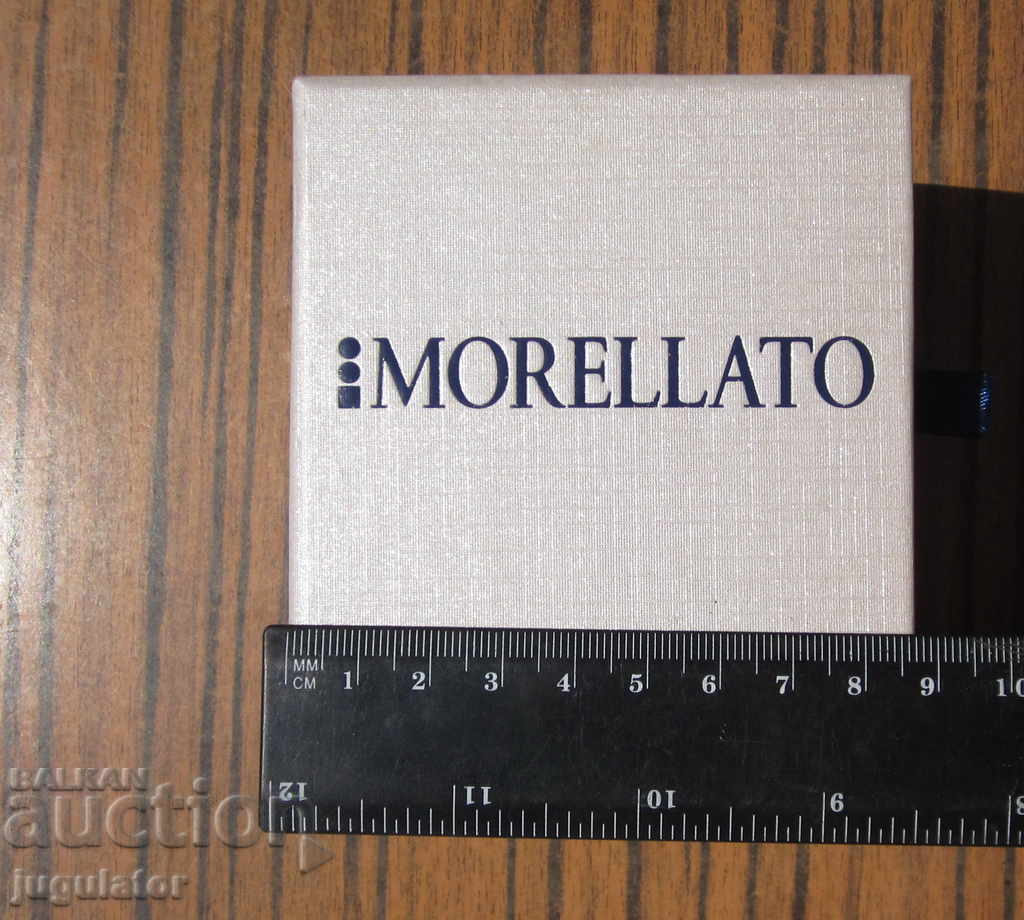 MORELLATO
MM
CM 1 2 3 4 5 6 7 8 9 10
12 11 10 9 8
BALKAN
auction
jugulator